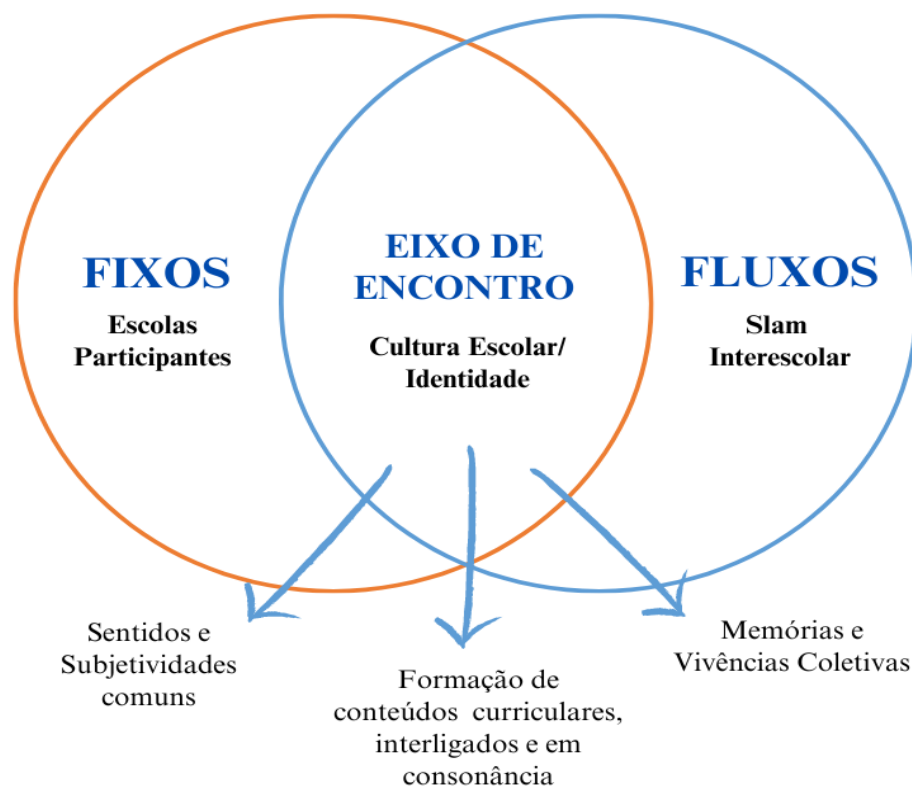 FIXOS
Escolas
Participantes
EIXO DE
ENCONTRO
Cultura Escolar/
Identidade
FLUXOS
Slam
Interescolar
Sentidos e
Subjetividades
comuns
Formação de
conteúdos curriculares,
interligados e em
consonância
Memórias e
Vivências Coletivas